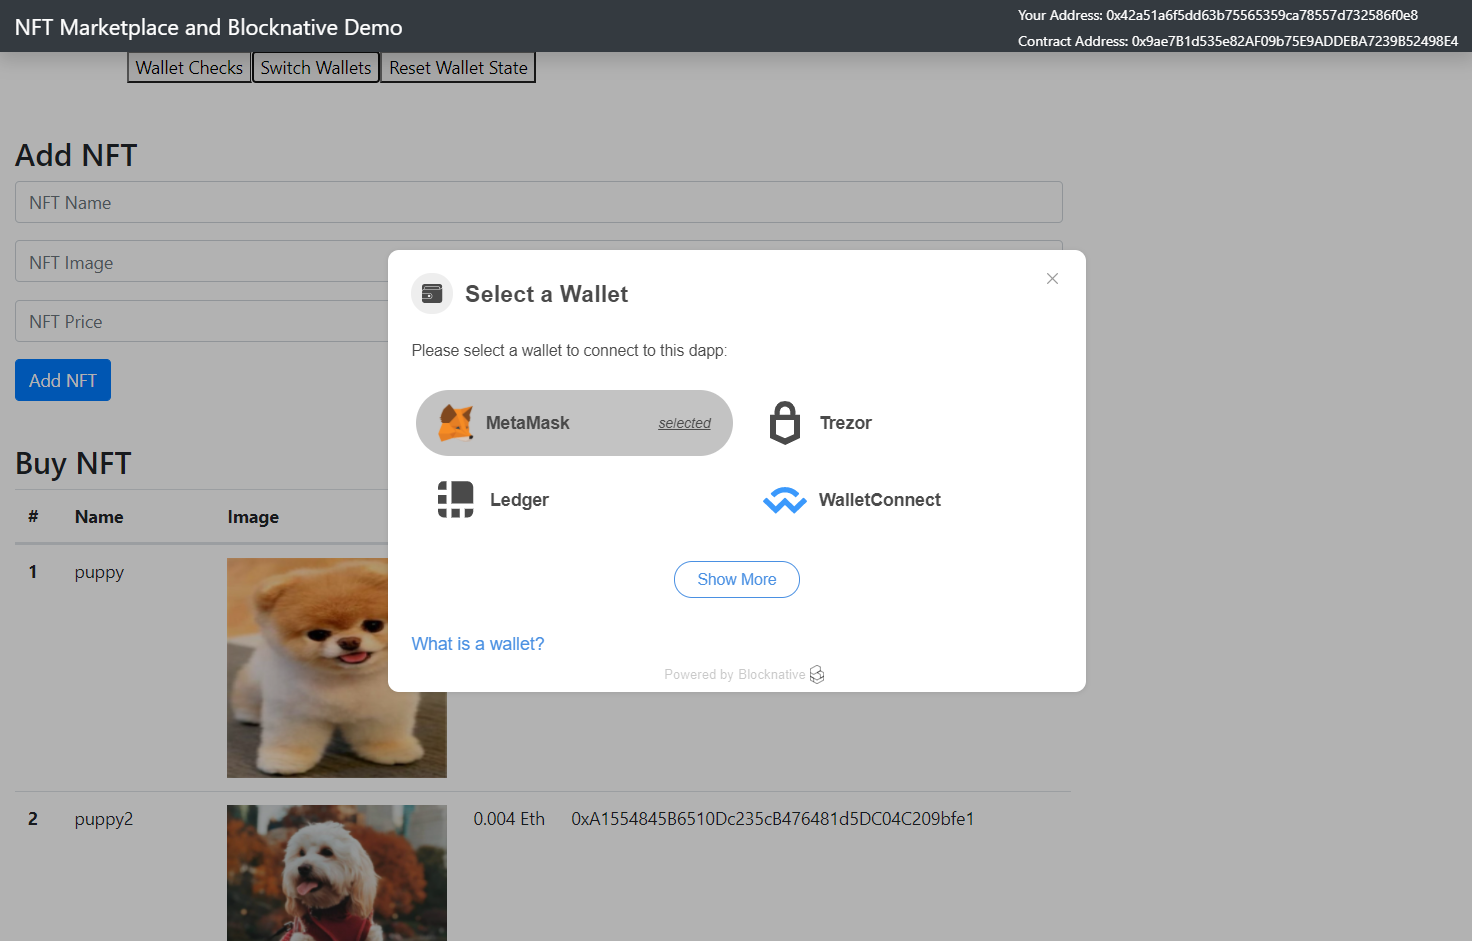 NFT Marketplace and Blocknative Demo
Your Address: 0x42a51a6f5dd63b75565359ca78557d732586f0e8
Contract Address: 0x9ae7B1d535e82AF09b75E9ADDEBA7239B52498E4
Wallet Checks Switch Wallets Reset Wallet State
Add NFT
NFT Name
NFT Image
NFT Price
Add NFT
Select a Wallet
Please select a wallet to connect to this dapp:
MetaMask selected Trezor
Ledger WalletConnect
Show More
What is a wallet?
Powered by Blocknative
Buy NFT
# Name Image
1 puppy
2 puppy2 0.004 Eth 0xA1554845B6510Dc235cB476481d5DC04C209bfe1